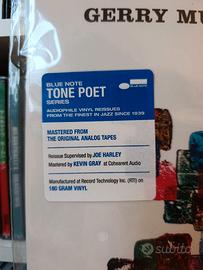 GERRY MU
BLUE NOTE
TONE POET
SERIES
BLUE NOTE
AUDIOPHILE VINYL REISSUES
FROM THE FINEST IN JAZZ SINCE 1939
MASTERED FROM
THE ORIGINAL ANALOG TAPES
Reissue Supervised by JOE HARLEY
Mastered by KEVIN GRAY at Cohearent Audio
Manufactured at Record Technology Inc. (RTI) on
180 GRAM VINYL
subito